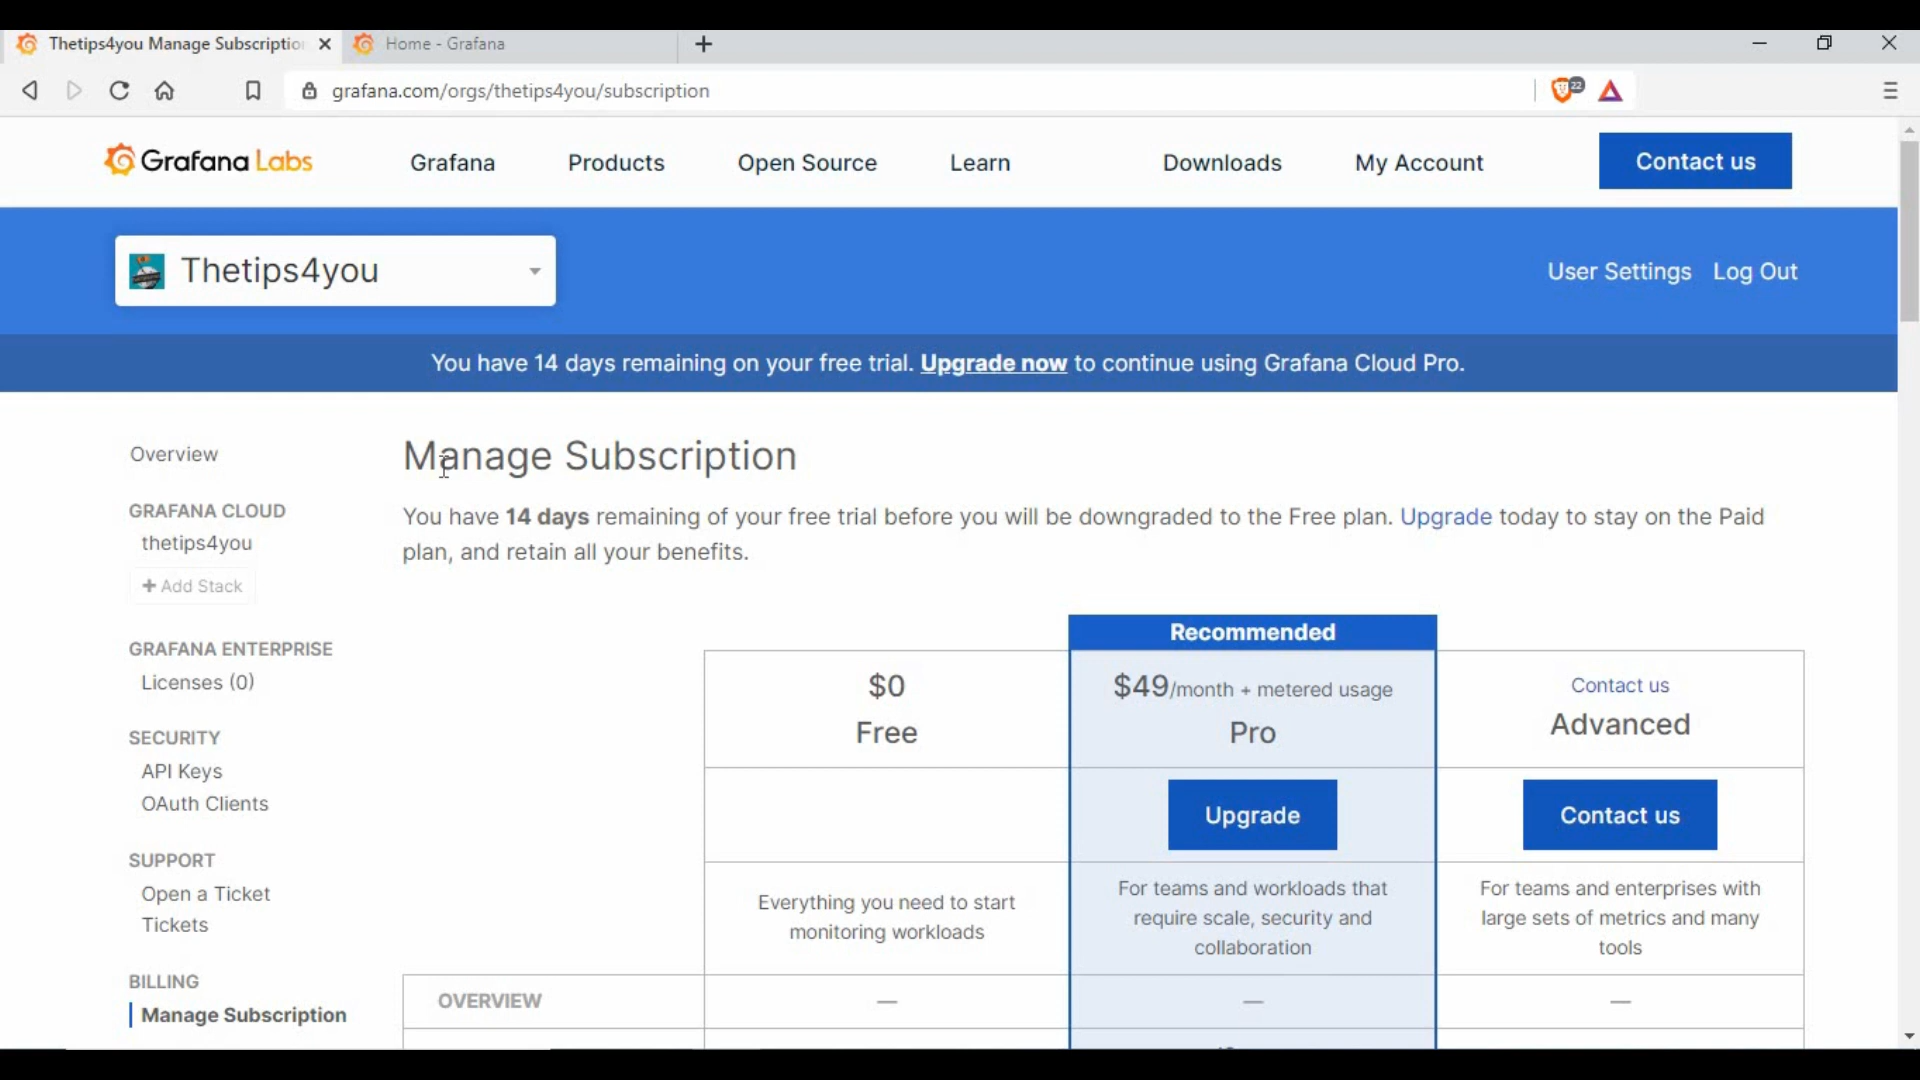 Thetips4you Manage Subscription
Home - Grafana
grafana.com/orgs/thetips4you/subscription
22
Grafana Labs
Grafana
Products
Open Source
Learn
Downloads
My Account
Contact us
Thetips4you
User Settings
Log Out
You have 14 days remaining on your free trial. Upgrade now to continue using Grafana Cloud Pro.
Overview
GRAFANA CLOUD
thetips4you
+ Add Stack
GRAFANA ENTERPRISE
Licenses (0)
SECURITY
API Keys
OAuth Clients
SUPPORT
Open a Ticket
Tickets
BILLING
Manage Subscription
Manage Subscription
You have 14 days remaining of your free trial before you will be downgraded to the Free plan. Upgrade today to stay on the Paid
plan, and retain all your benefits.
Recommended
$0
Free
$49/month + metered usage
Pro
Contact us
Advanced
Upgrade
Contact us
Everything you need to start
monitoring workloads
For teams and workloads that
require scale, security and
collaboration
For teams and enterprises with
large sets of metrics and many
tools
OVERVIEW
—
—
—